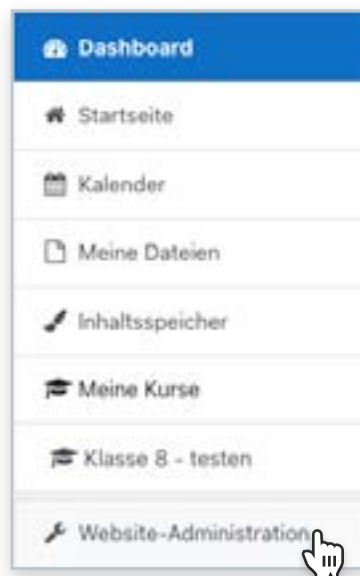 Dashboard
Startseite
Kalender
Meine Dateien
Inhaltsspeicher
Meine Kurse
Klasse 8 - testen
Website-Administration